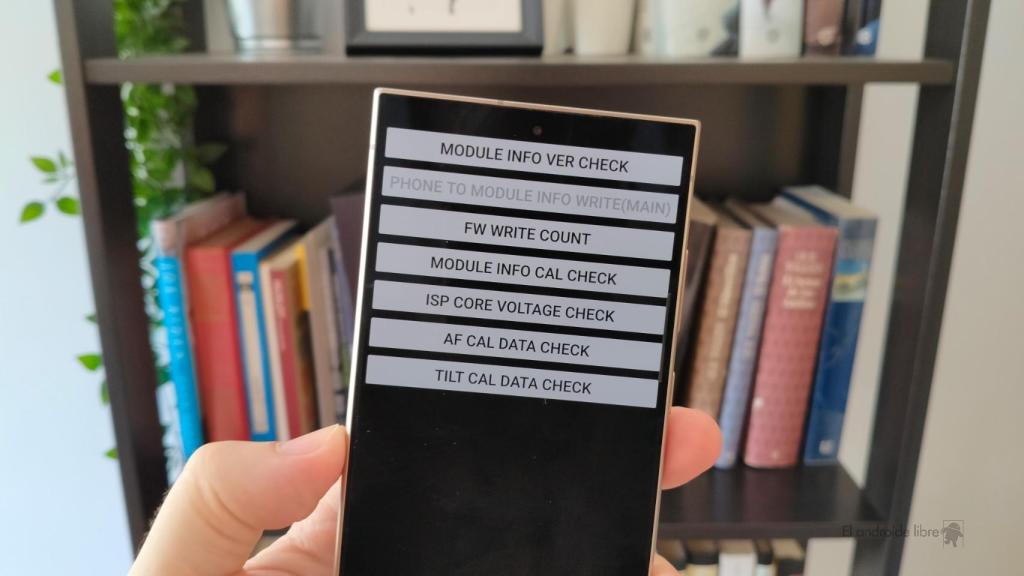 MODULE INFO VER CHECK
PHONE TO MODULE INFO WRITE(MAIN)
FW WRITE COUNT
MODULE INFO CAL CHECK
ISP CORE VOLTAGE CHECK
AF CAL DATA CHECK
TILT CAL DATA CHECK
El androide libre